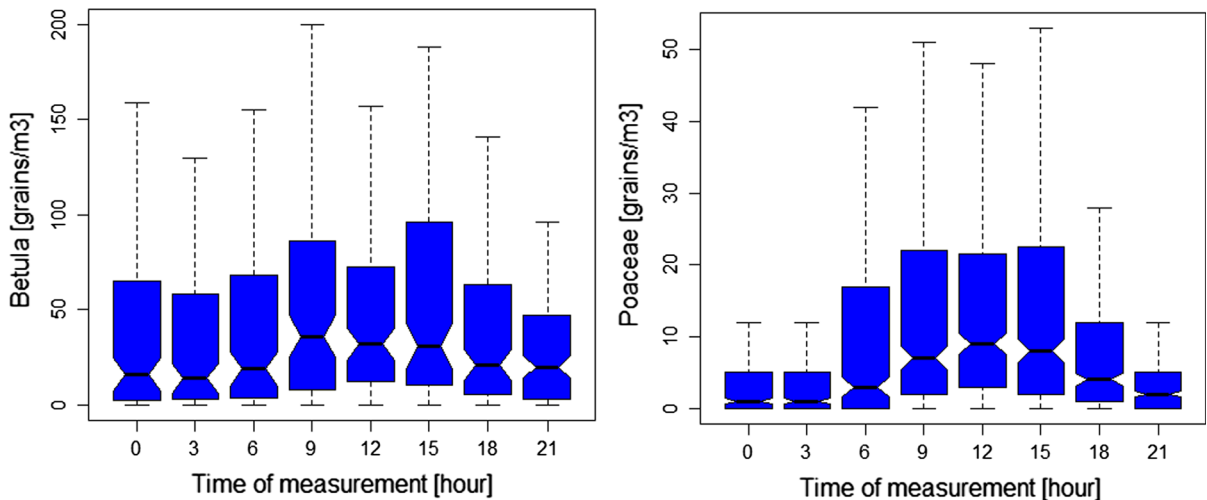 Betula [grains/m3]
200
150
100
50
0
0 3 6 9 12 15 18 21
Time of measurement [hour]
Poaceae [grains/m3]
50
40
30
20
10
0
0 3 6 9 12 15 18 21
Time of measurement [hour]